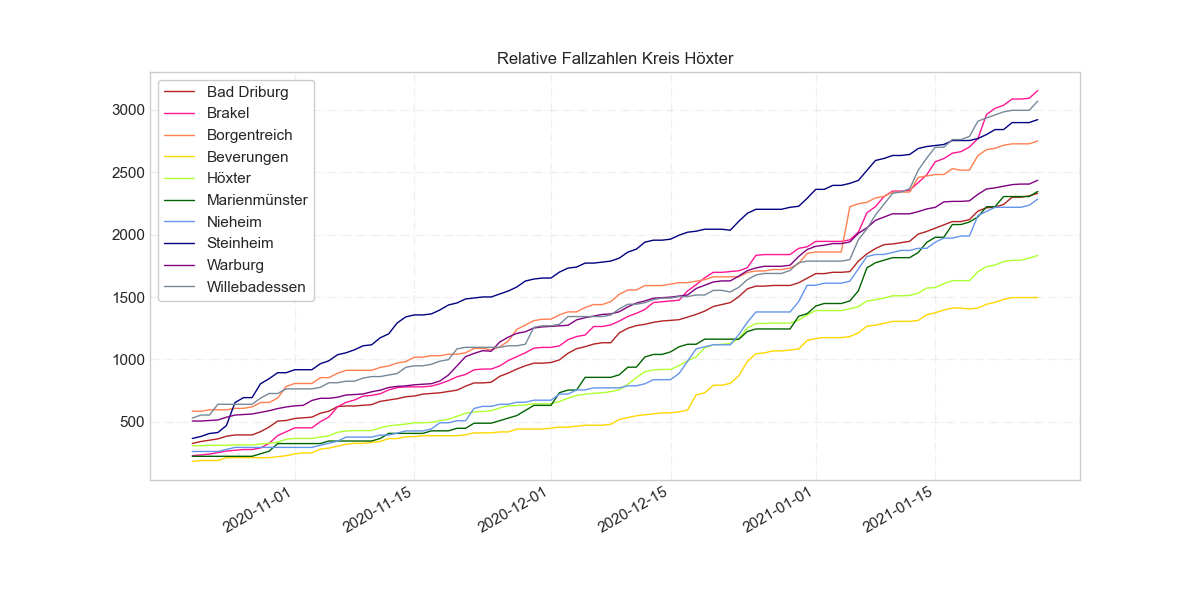 Relative Fallzahlen Kreis Höxter
3000
2500
2000
1500
1000
500
Bad Driburg
Brakel
Borgentreich
Beverungen
Höxter
Marienmünster
Nieheim
Steinheim
Warburg
Willebadessen
2020-11-01
2020-11-15
2020-12-01
2020-12-15
2021-01-01
2021-01-15